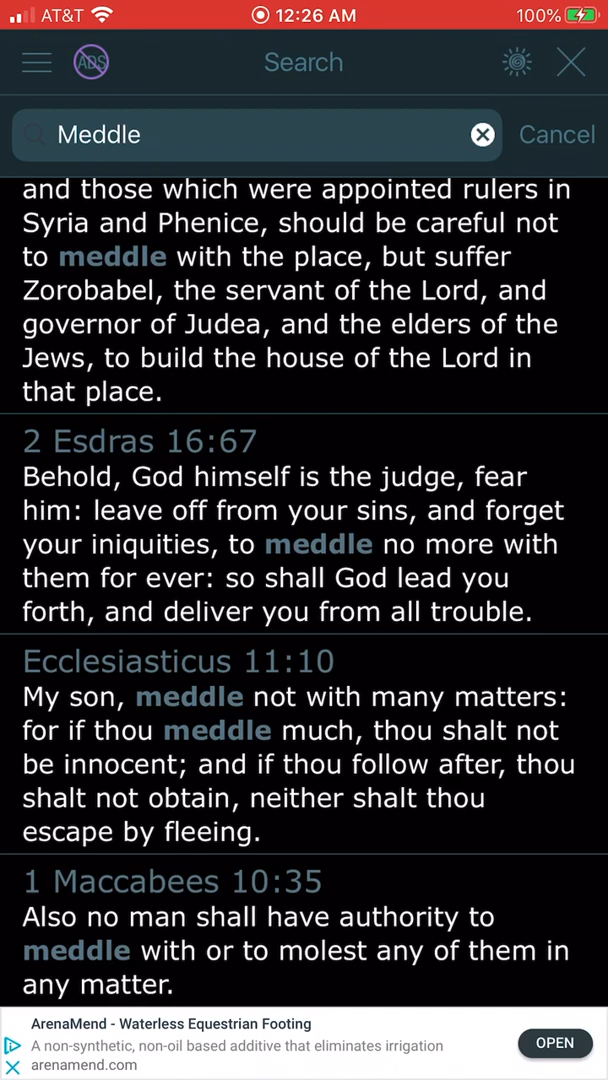 AT&T 12:26 AM 100%
ADS Search
Meddle Cancel
and those which were appointed rulers in
Syria and Phenice, should be careful not
to meddle with the place, but suffer
Zorobabel, the servant of the Lord, and
governor of Judea, and the elders of the
Jews, to build the house of the Lord in
that place.
2 Esdras 16:67
Behold, God himself is the judge, fear
him: leave off from your sins, and forget
your iniquities, to meddle no more with
them for ever: so shall God lead you
forth, and deliver you from all trouble.
Ecclesiasticus 11:10
My son, meddle not with many matters:
for if thou meddle much, thou shalt not
be innocent; and if thou follow after, thou
shalt not obtain, neither shalt thou
escape by fleeing.
1 Maccabees 10:35
Also no man shall have authority to
meddle with or to molest any of them in
any matter.
ArenaMend - Waterless Equestrian Footing
A non-synthetic, non-oil based additive that eliminates irrigation
arenamend.com
OPEN